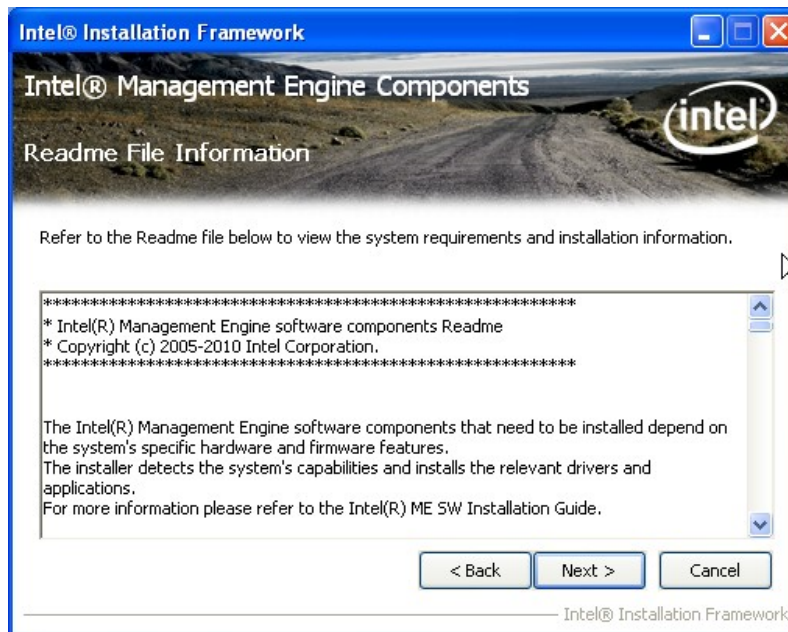 Intel® Installation Framework
Intel® Management Engine Components
intel
Readme File Information
Refer to the Readme file below to view the system requirements and installation information.
*********************************************************
* Intel(R) Management Engine software components Readme
* Copyright (c) 2005-2010 Intel Corporation.
*********************************************************
The Intel(R) Management Engine software components that need to be installed depend on
the system's specific hardware and firmware features.
The installer detects the system's capabilities and installs the relevant drivers and
applications.
For more information please refer to the Intel(R) ME SW Installation Guide.
< Back Next > Cancel
Intel® Installation Framework